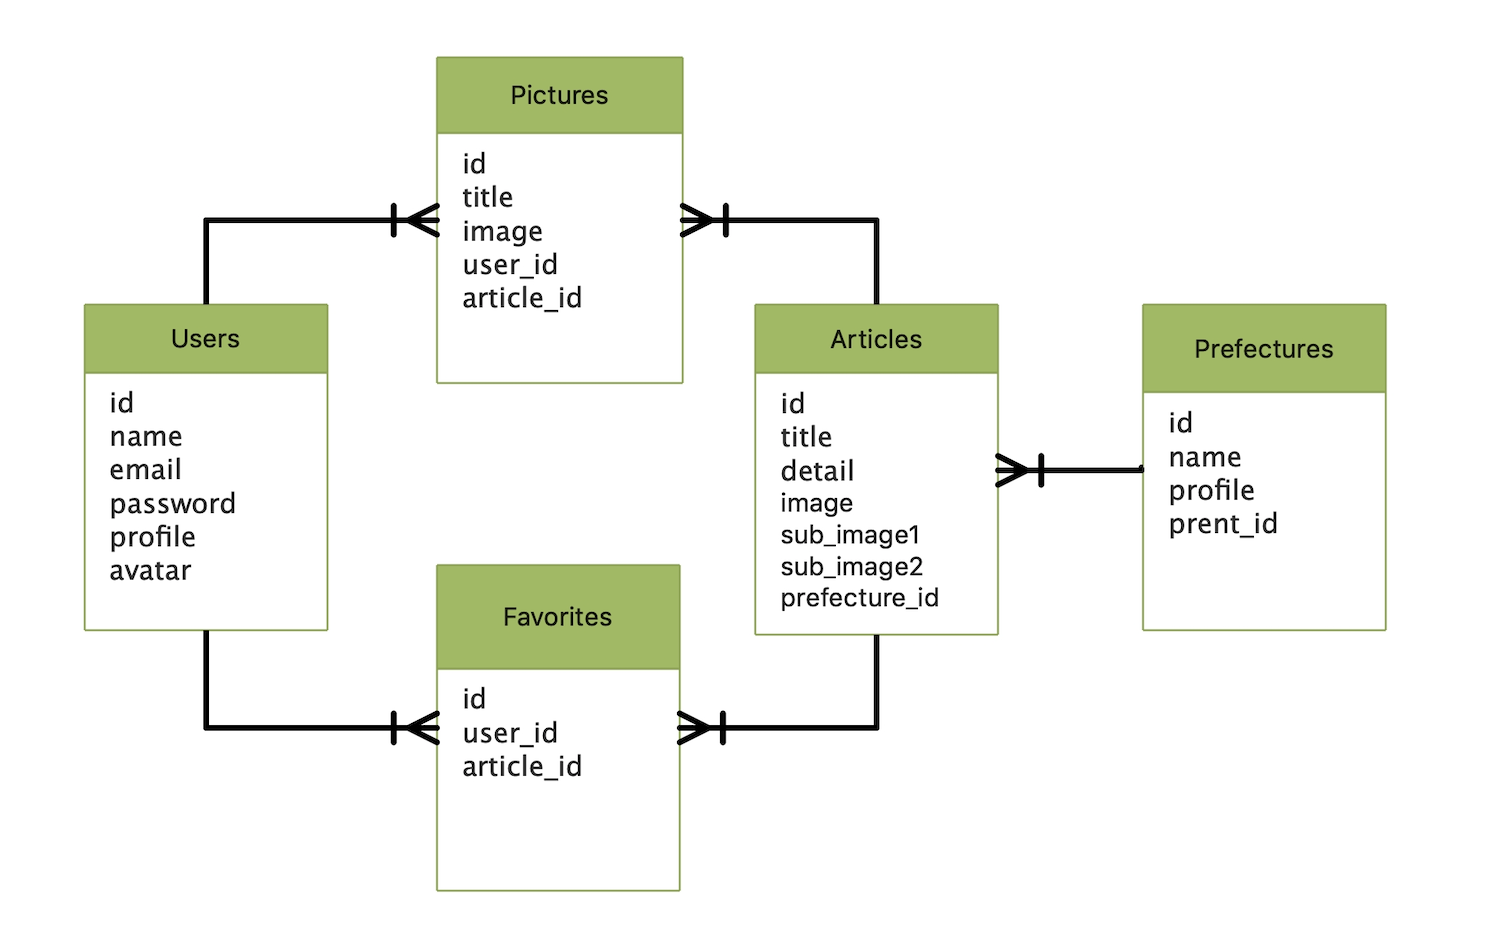 Pictures
id
title
image
user_id
article_id
Users
id
name
email
password
profile
avatar
Articles
id
title
detail
image
sub_image1
sub_image2
prefecture_id
Prefectures
id
name
profile
prent_id
Favorites
id
user_id
article_id